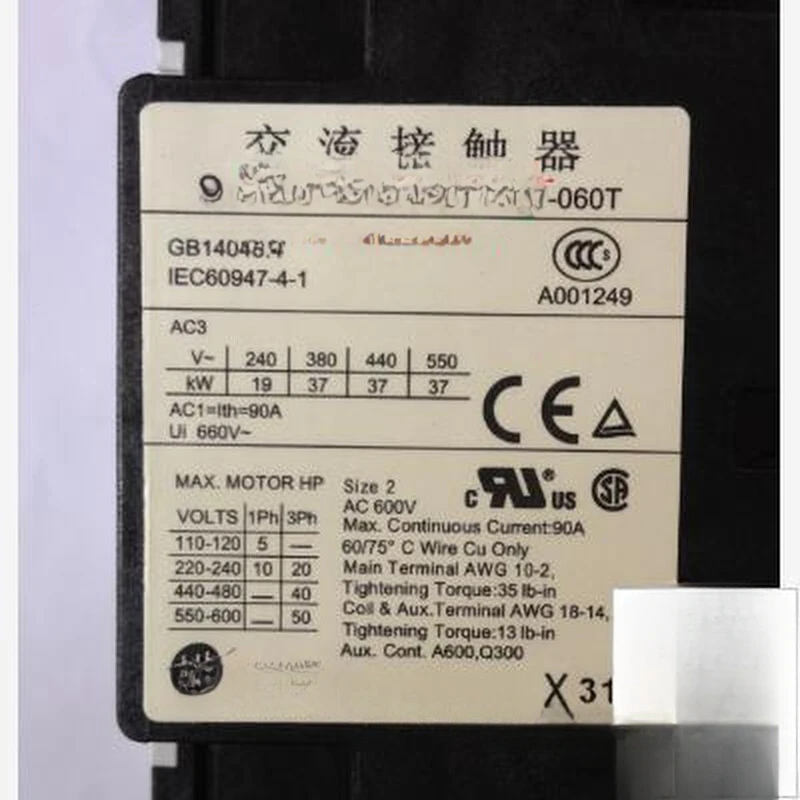 交流接触器
-060T
GB14048.4
IEC60947-4-1
CCC S
A001249
AC3
V~ 240 380 440 550
kW 19 37 37 37
AC1=Ith=90A
Ui 660V~
CE
MAX. MOTOR HP
VOLTS 1Ph 3Ph
110-120 5 —
220-240 10 20
440-480 — 40
550-600 — 50
Size 2
AC 600V
Max. Continuous Current:90A
60/75° C Wire Cu Only
Main Terminal AWG 10-2,
Tightening Torque:35 lb-in
Coil & Aux.Terminal AWG 18-14,
Tightening Torque:13 lb-in
Aux. Cont. A600,Q300
C RU® US SA
X 31